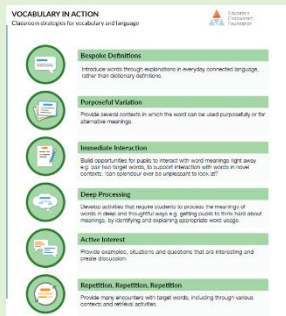 VOCABULARY IN ACTION
Classroom strategies for vocabulary and language
Education
Endowment
Foundation
Bespoke Definitions
Introduce words through explanations in everyday connected language,
rather than dictionary definitions.
Purposeful Variation
Provide several contexts in which the word can be used purposefully or for
alternative meanings.
Immediate Interaction
Build opportunities for pupils to interact with word meanings right away
e.g. pair two target words, to support interaction with words in novel
contexts, 'can splendour ever be unpleasant to look at?'
Deep Processing
Develop activities that require students to process the meanings of
words in deep and thoughtful ways e.g. getting pupils to think hard about
meanings, by identifying and explaining appropriate word usage.
Active Interest
Provide examples, situations and questions that are interesting and
create discussion.
Repetition, Repetition, Repetition
Provide many encounters with target words, including through various
contexts and retrieval activities.